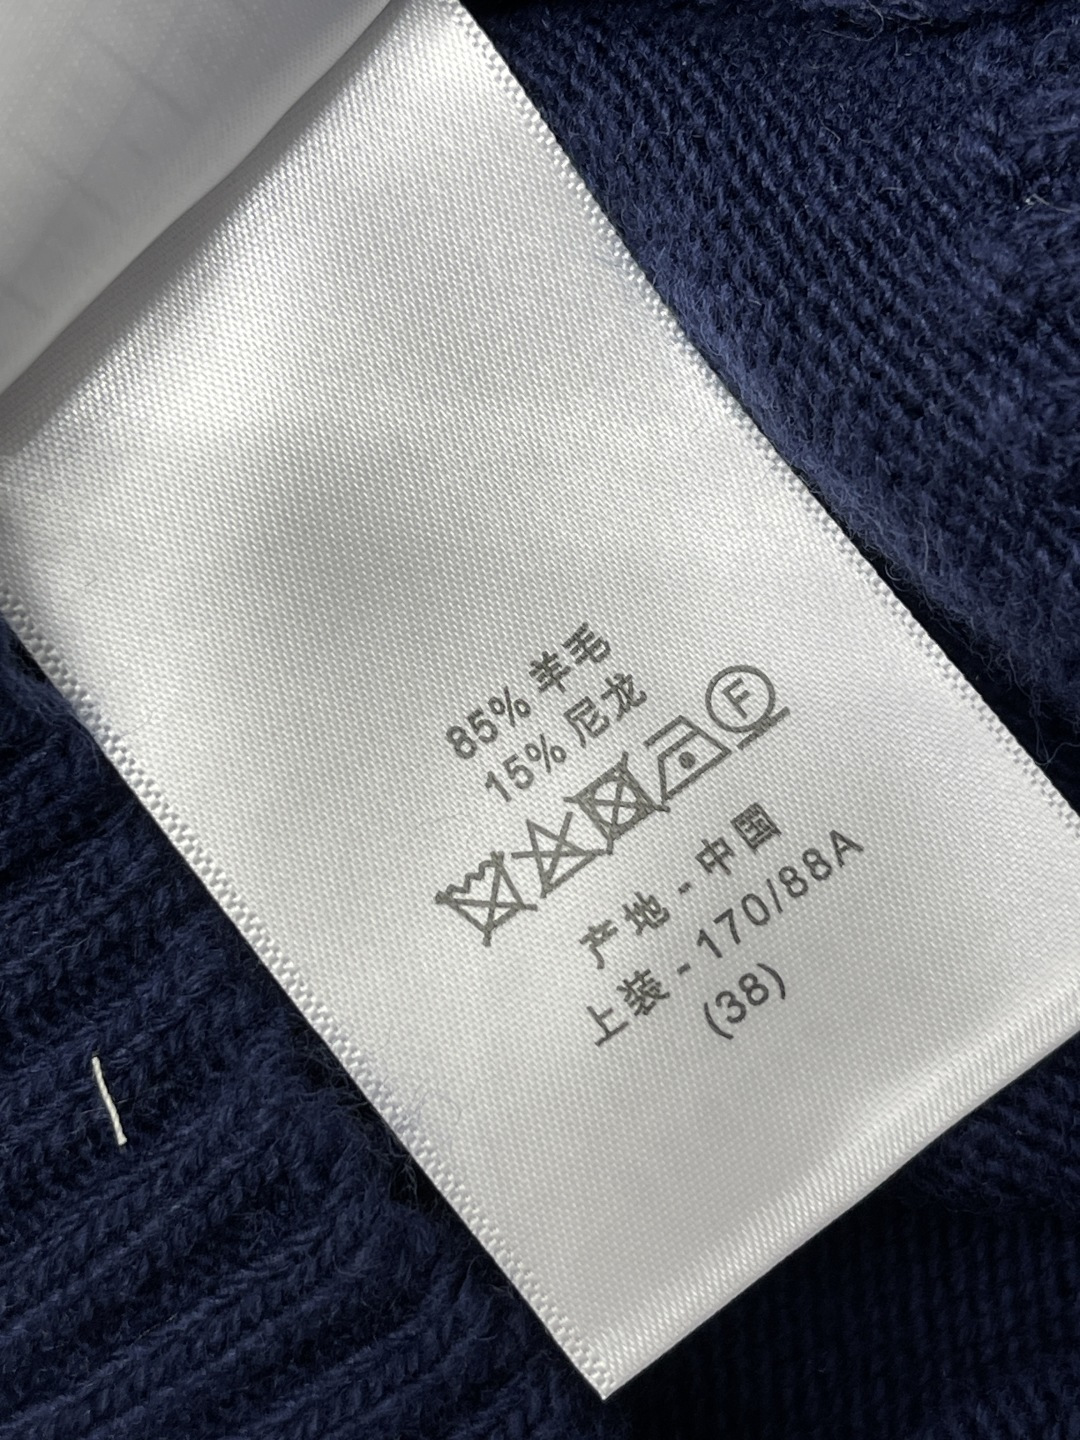 85% 羊毛
15% 尼龙
F
产地 - 中国
上装 - 170/88A
(38)